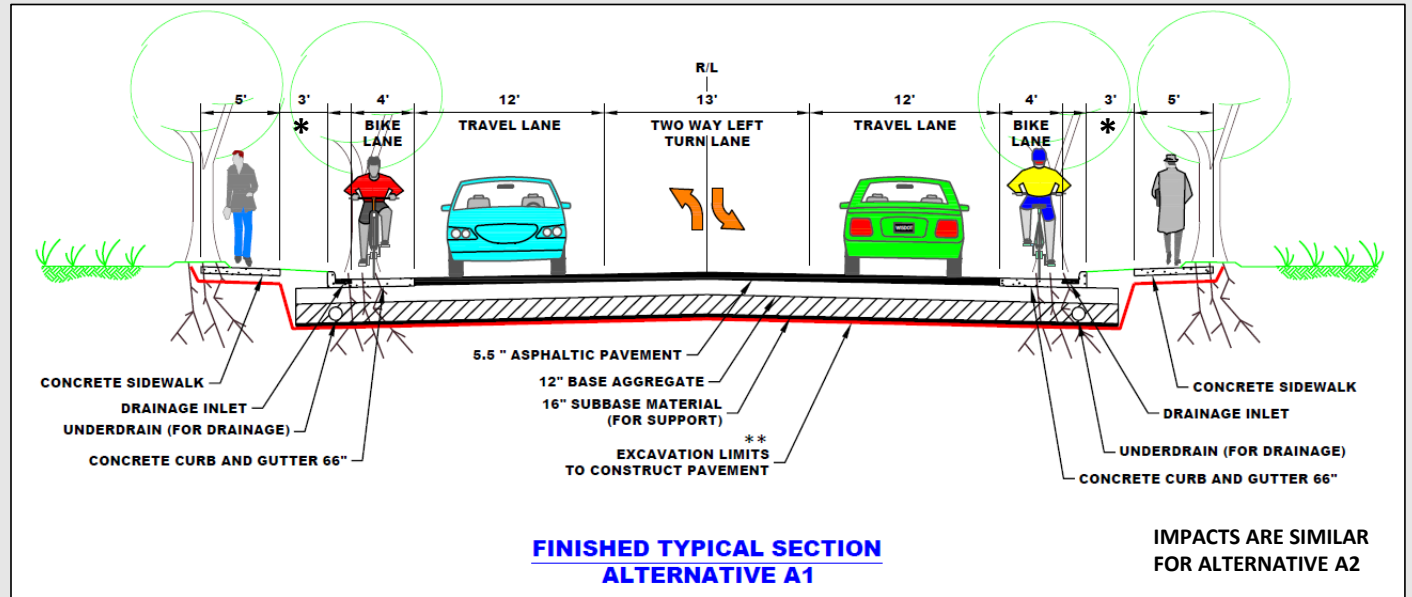 R/L
5' 3' 4' 12' 13' 12' 4' 3' 5'
* BIKE LANE TRAVEL LANE TWO WAY LEFT TURN LANE TRAVEL LANE BIKE LANE *
WISDOT
5.5 " ASPHALTIC PAVEMENT
12" BASE AGGREGATE
16" SUBBASE MATERIAL
(FOR SUPPORT)
**
EXCAVATION LIMITS
TO CONSTRUCT PAVEMENT
CONCRETE SIDEWALK
DRAINAGE INLET
UNDERDRAIN (FOR DRAINAGE)
CONCRETE CURB AND GUTTER 66"
CONCRETE SIDEWALK
DRAINAGE INLET
UNDERDRAIN (FOR DRAINAGE)
CONCRETE CURB AND GUTTER 66"
FINISHED TYPICAL SECTION
ALTERNATIVE A1
IMPACTS ARE SIMILAR
FOR ALTERNATIVE A2